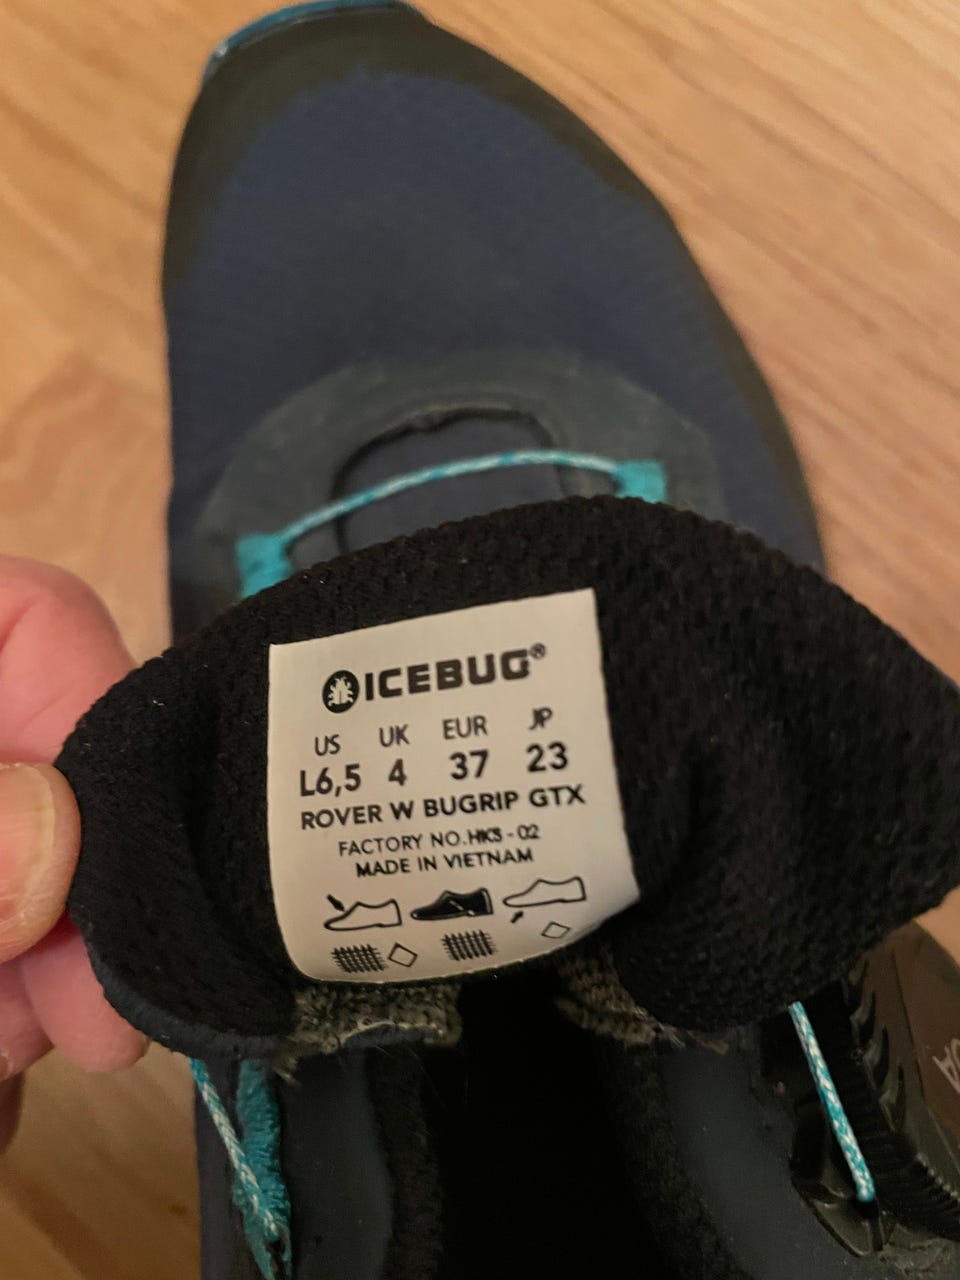 ICEBUG®
US UK EUR JP
L6,5 4 37 23
ROVER W BUGRIP GTX
FACTORY NO.HKS-02
MADE IN VIETNAM